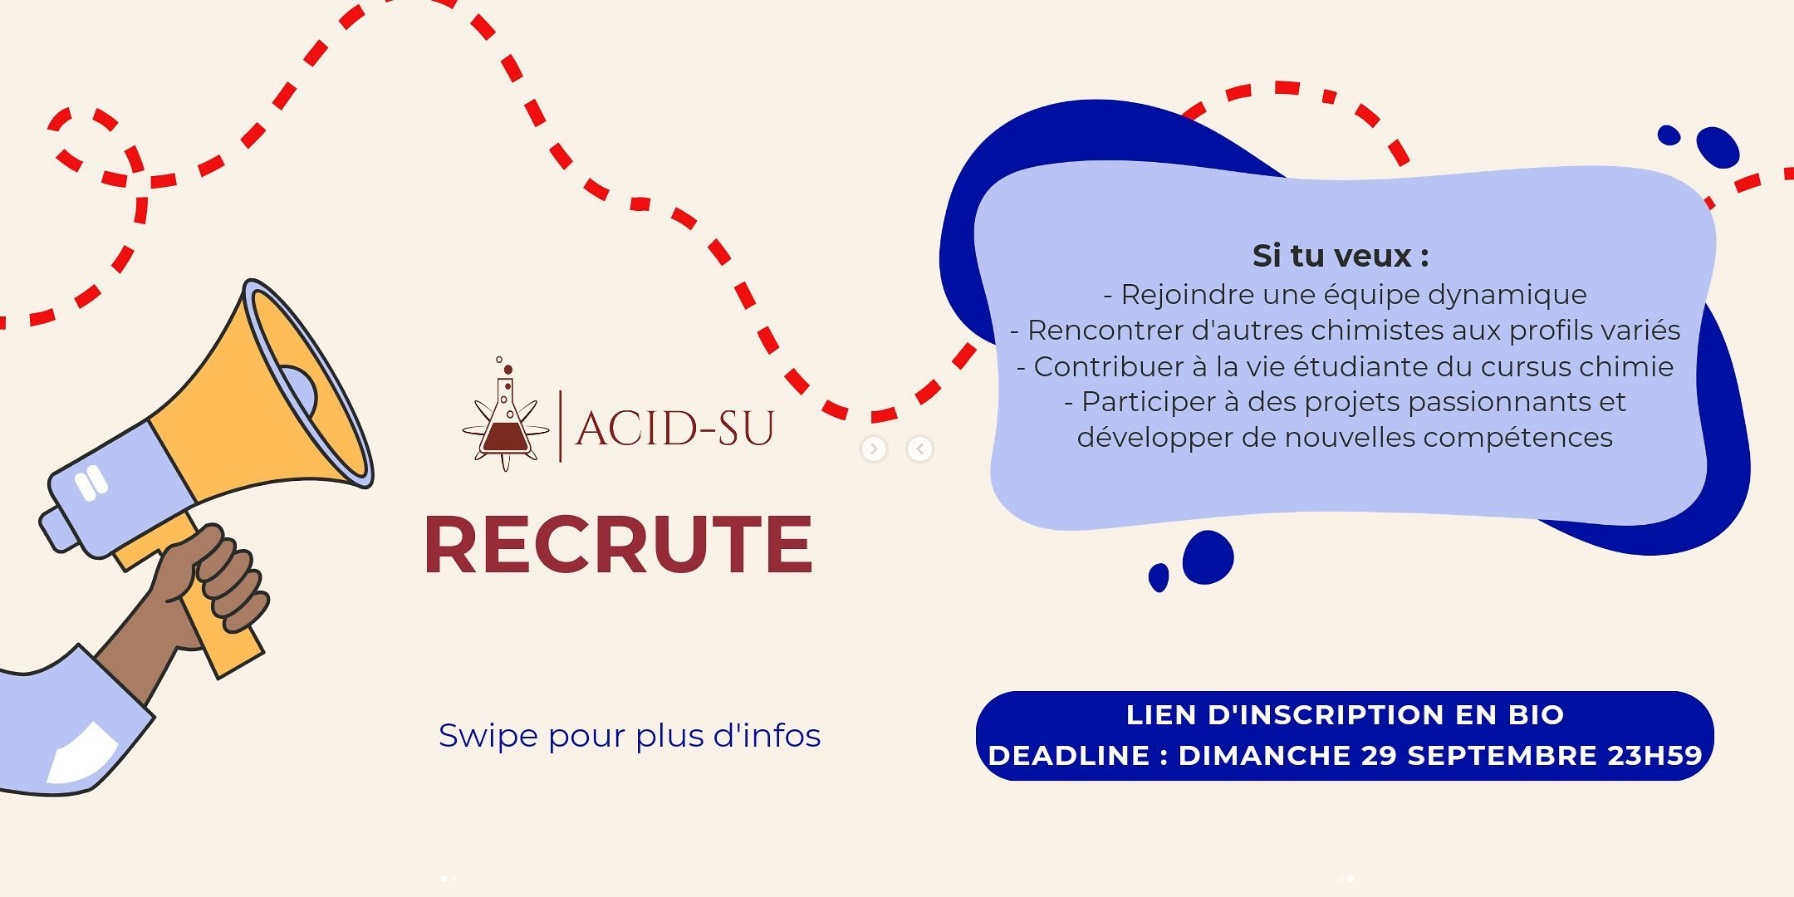 ACID-SU
RECRUTE
Swipe pour plus d'infos
Si tu veux :
- Rejoindre une équipe dynamique
- Rencontrer d'autres chimistes aux profils variés
- Contribuer à la vie étudiante du cursus chimie
- Participer à des projets passionnants et
développer de nouvelles compétences
LIEN D'INSCRIPTION EN BIO
DEADLINE : DIMANCHE 29 SEPTEMBRE 23H59